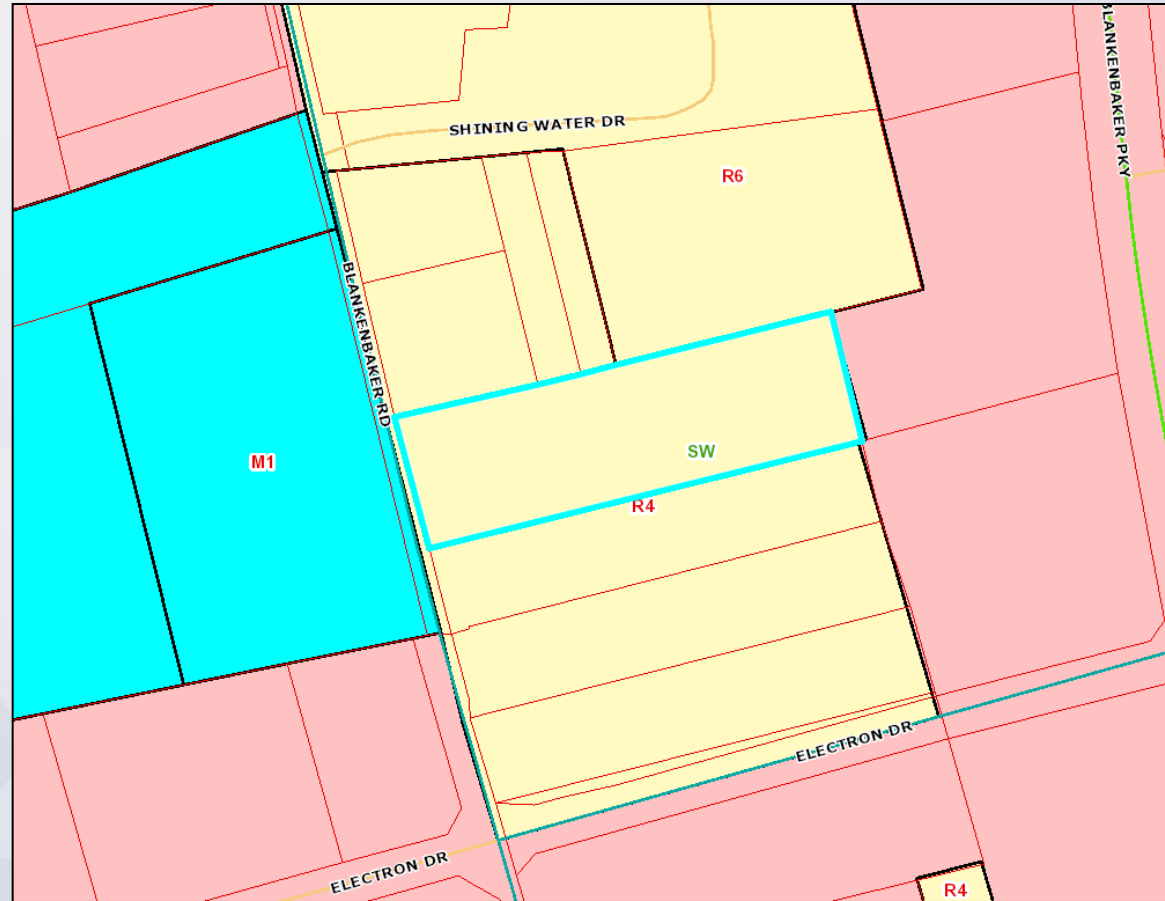 BLANKENBAKER PKY
SHINING WATER DR
R6
BLANKENBAKER RD
M1
SW
R4
ELECTRON DR
ELECTRON DR
R4